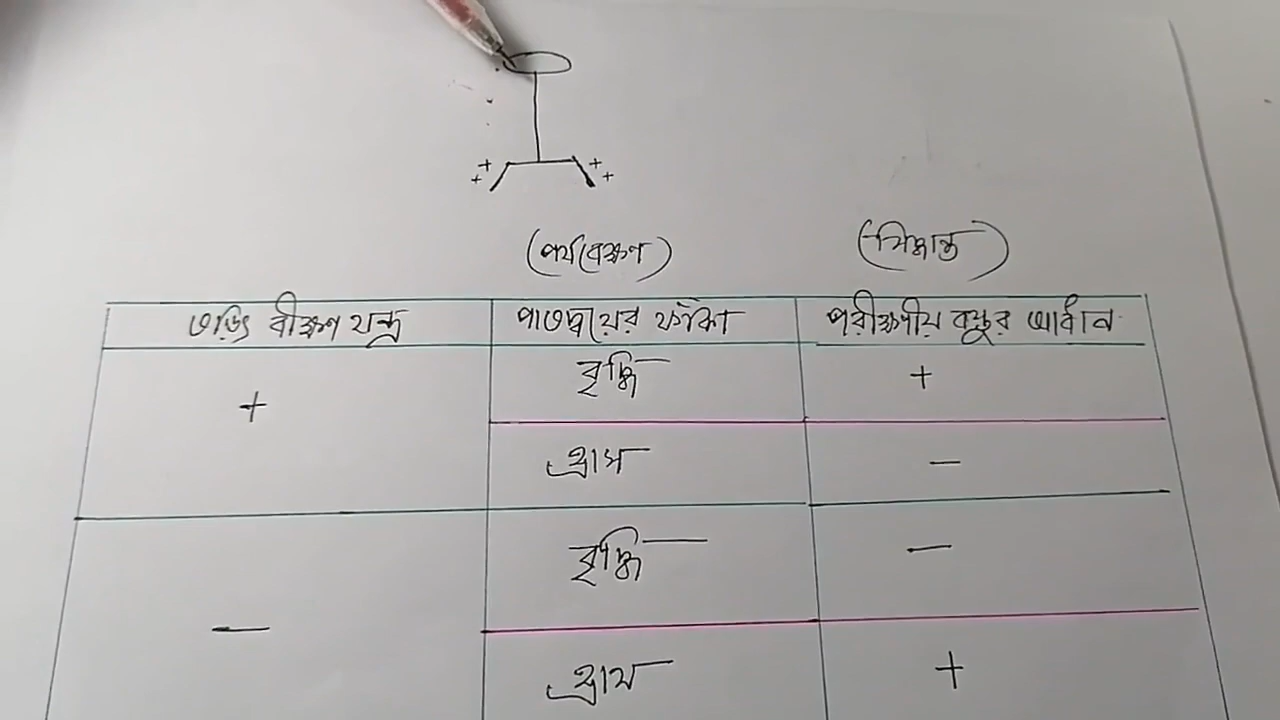 + +
+ +
(পর্যবেক্ষণ) (সিদ্ধান্ত)
তড়িৎ বীক্ষণ যন্ত্র পাতদ্বয়ের ফাঁকা পরীক্ষণীয় বস্তুর আধান
+ বৃদ্ধি +
হ্রাস −
− বৃদ্ধি −
হ্রাস +